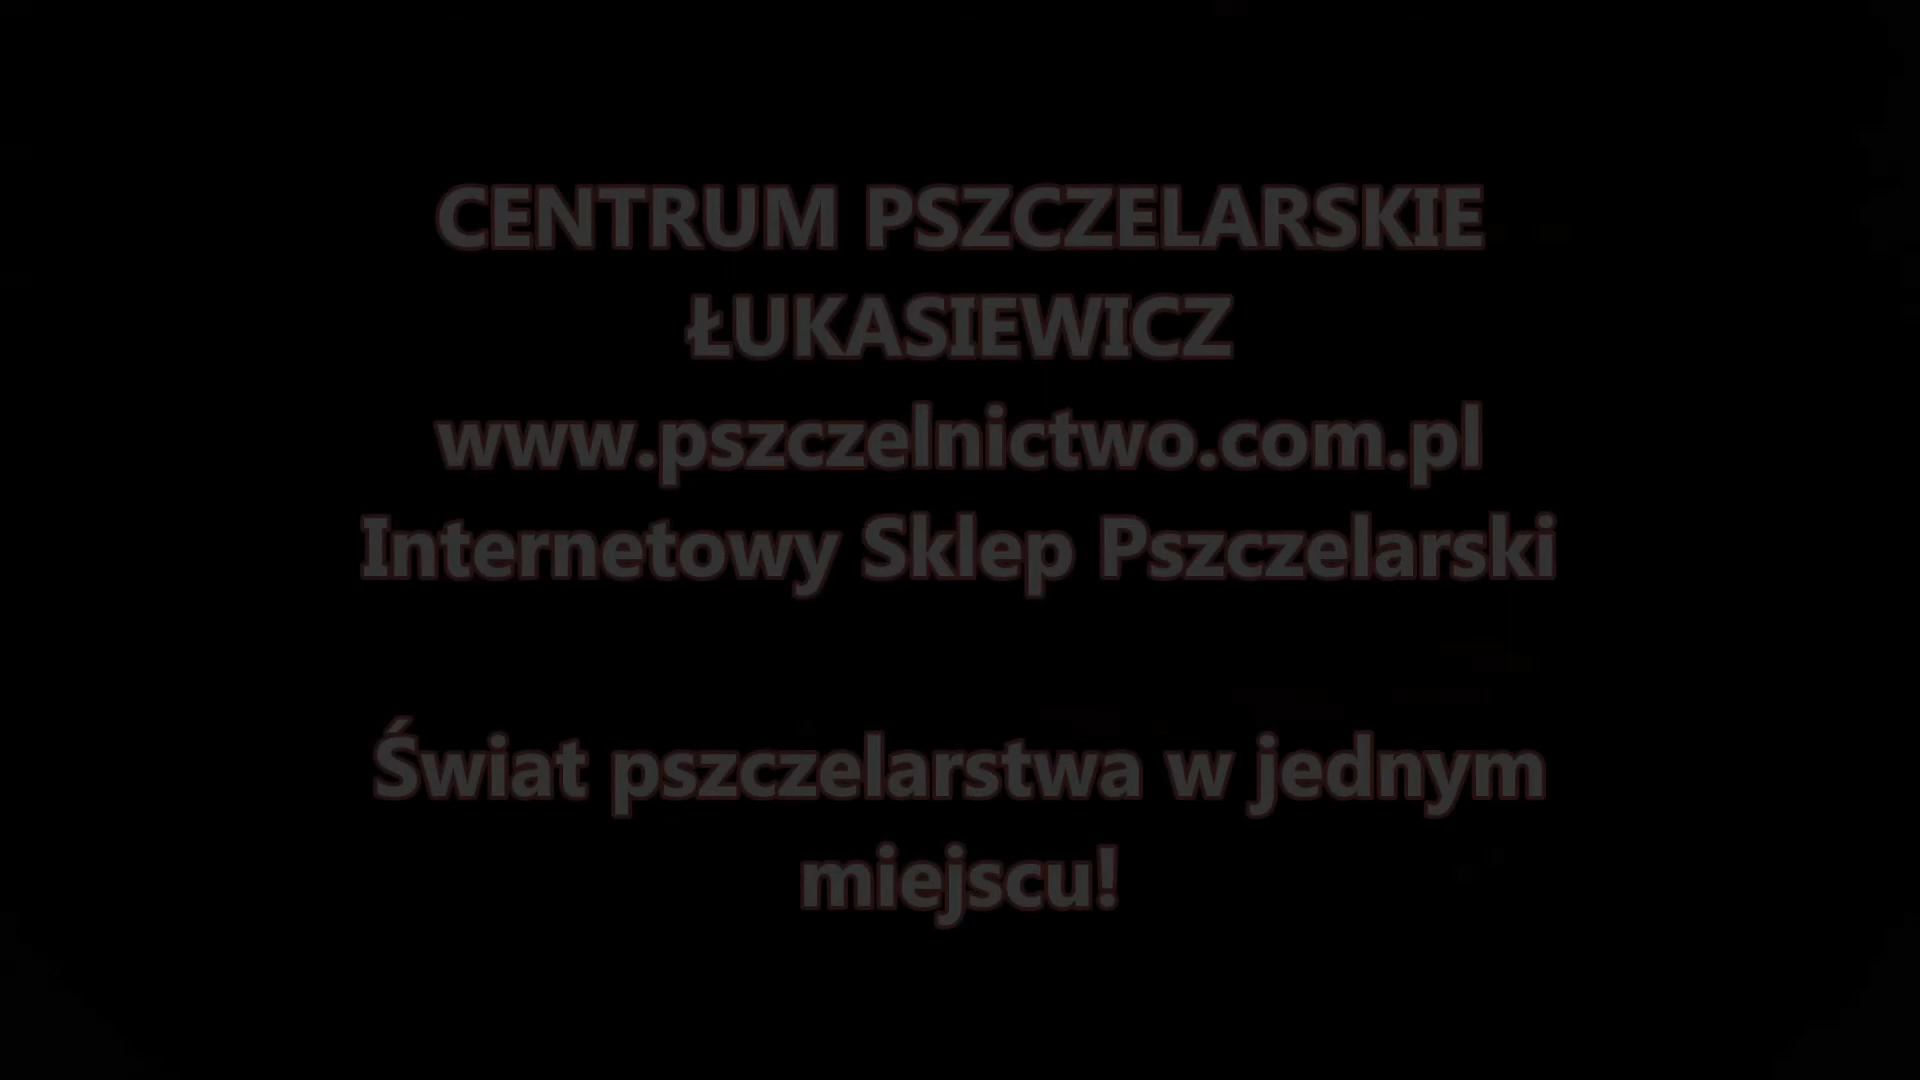 CENTRUM PSZCZELARSKIE
ŁUKASIEWICZ
www.pszczelnictwo.com.pl
Internetowy Sklep Pszczelarski
Świat pszczelarstwa w jednym
miejscu!